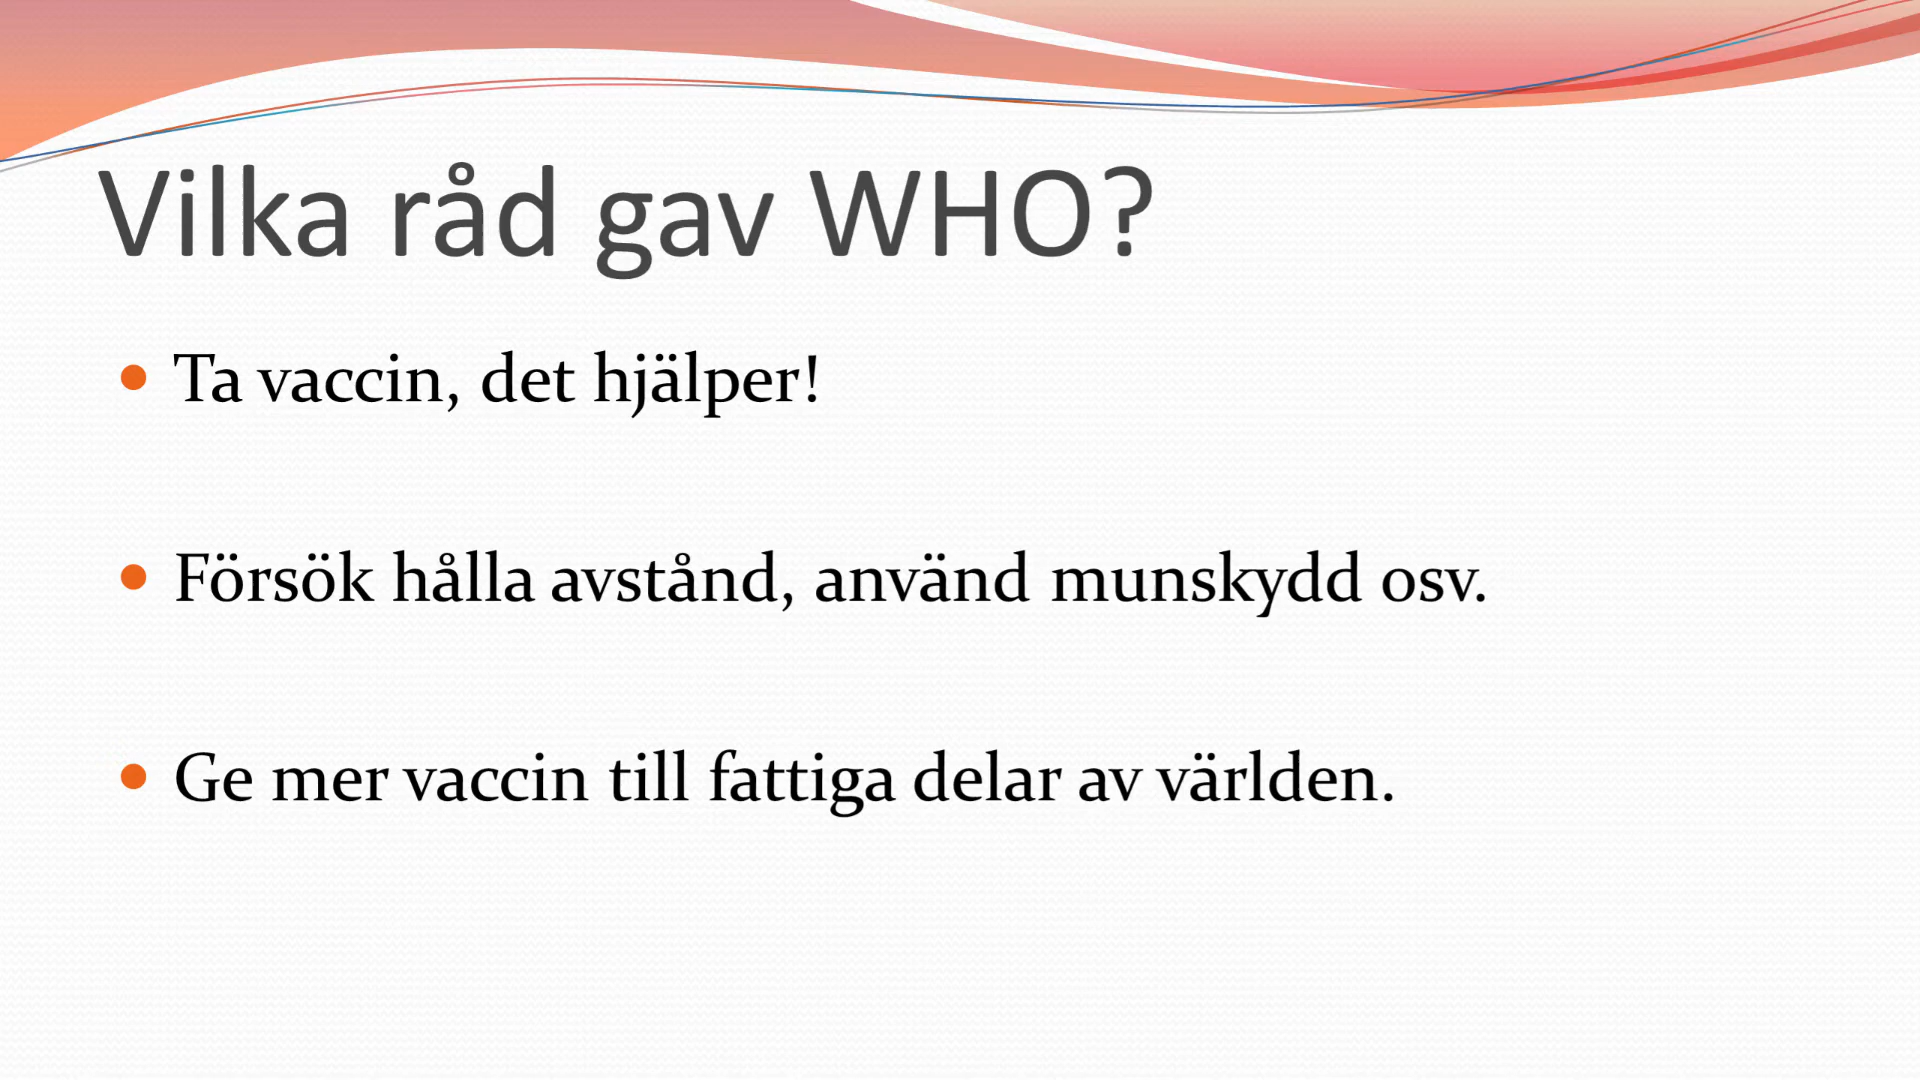 Vilka råd gav WHO?
Ta vaccin, det hjälper!
Försök hålla avstånd, använd munskydd osv.
Ge mer vaccin till fattiga delar av världen.